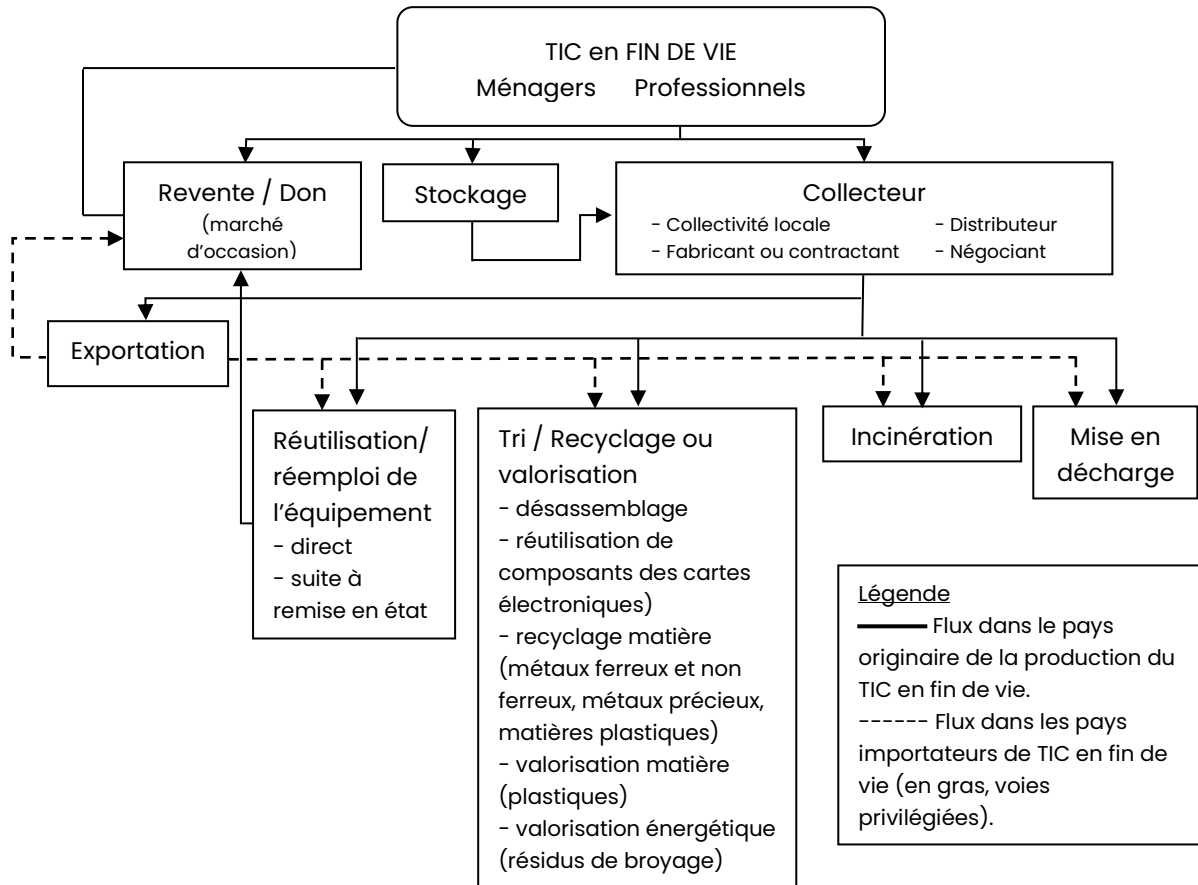 TIC en FIN DE VIE
Ménagers Professionnels
Revente / Don
(marché
d'occasion)
Stockage
Collecteur
- Collectivité locale - Distributeur
- Fabricant ou contractant - Négociant
Exportation
Réutilisation/
réemploi de
l'équipement
- direct
- suite à
remise en état
Tri / Recyclage ou
valorisation
- désassemblage
- réutilisation de
composants des cartes
électroniques)
- recyclage matière
(métaux ferreux et non
ferreux, métaux précieux,
matières plastiques)
- valorisation matière
(plastiques)
- valorisation énergétique
(résidus de broyage)
Incinération
Mise en
décharge
Légende
Flux dans le pays
originaire de la production du
TIC en fin de vie.
------ Flux dans les pays
importateurs de TIC en fin de
vie (en gras, voies
privilégiées).